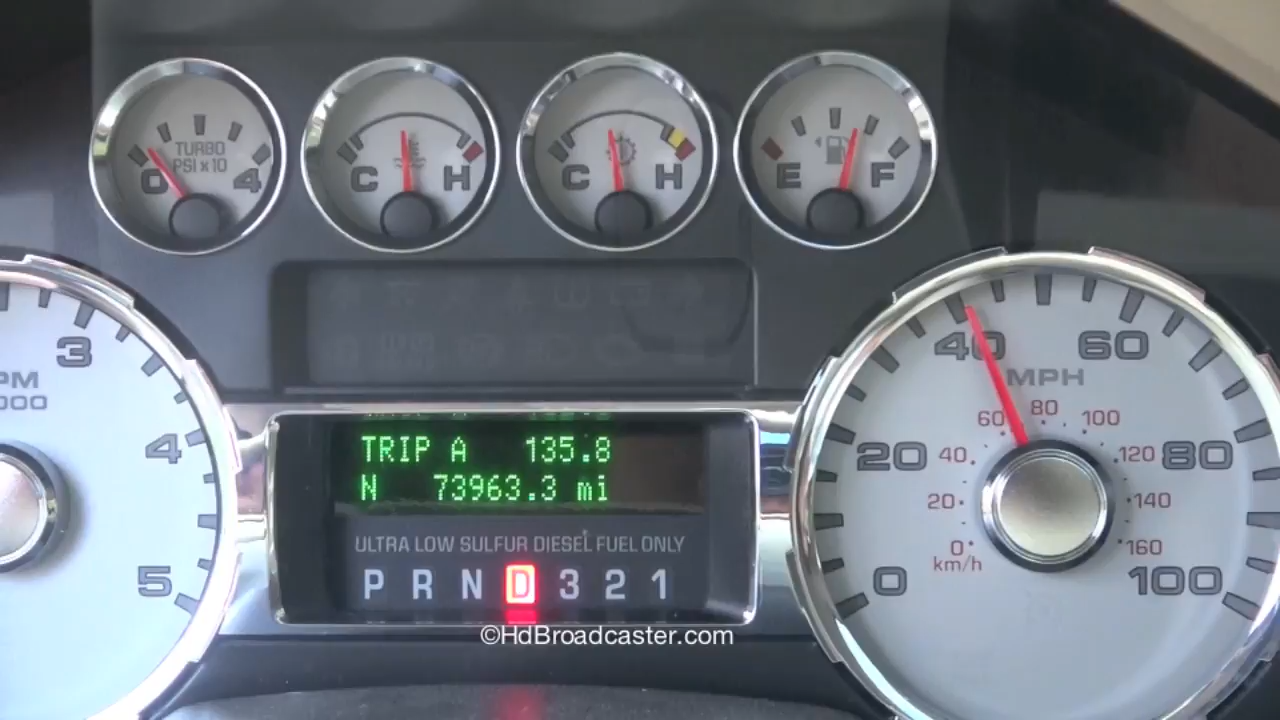 TURBO
PSI x 10
0 4
C H
C H
E F
3
4
5
PM
000
TRIP A 135.8
N 73963.3 mi
ULTRA LOW SULFUR DIESEL FUEL ONLY
P R N D 3 2 1
©HdBroadcaster.com
40 60
MPH
60 80 100
20 40 120 80
20 140
0 160
km/h
0 100